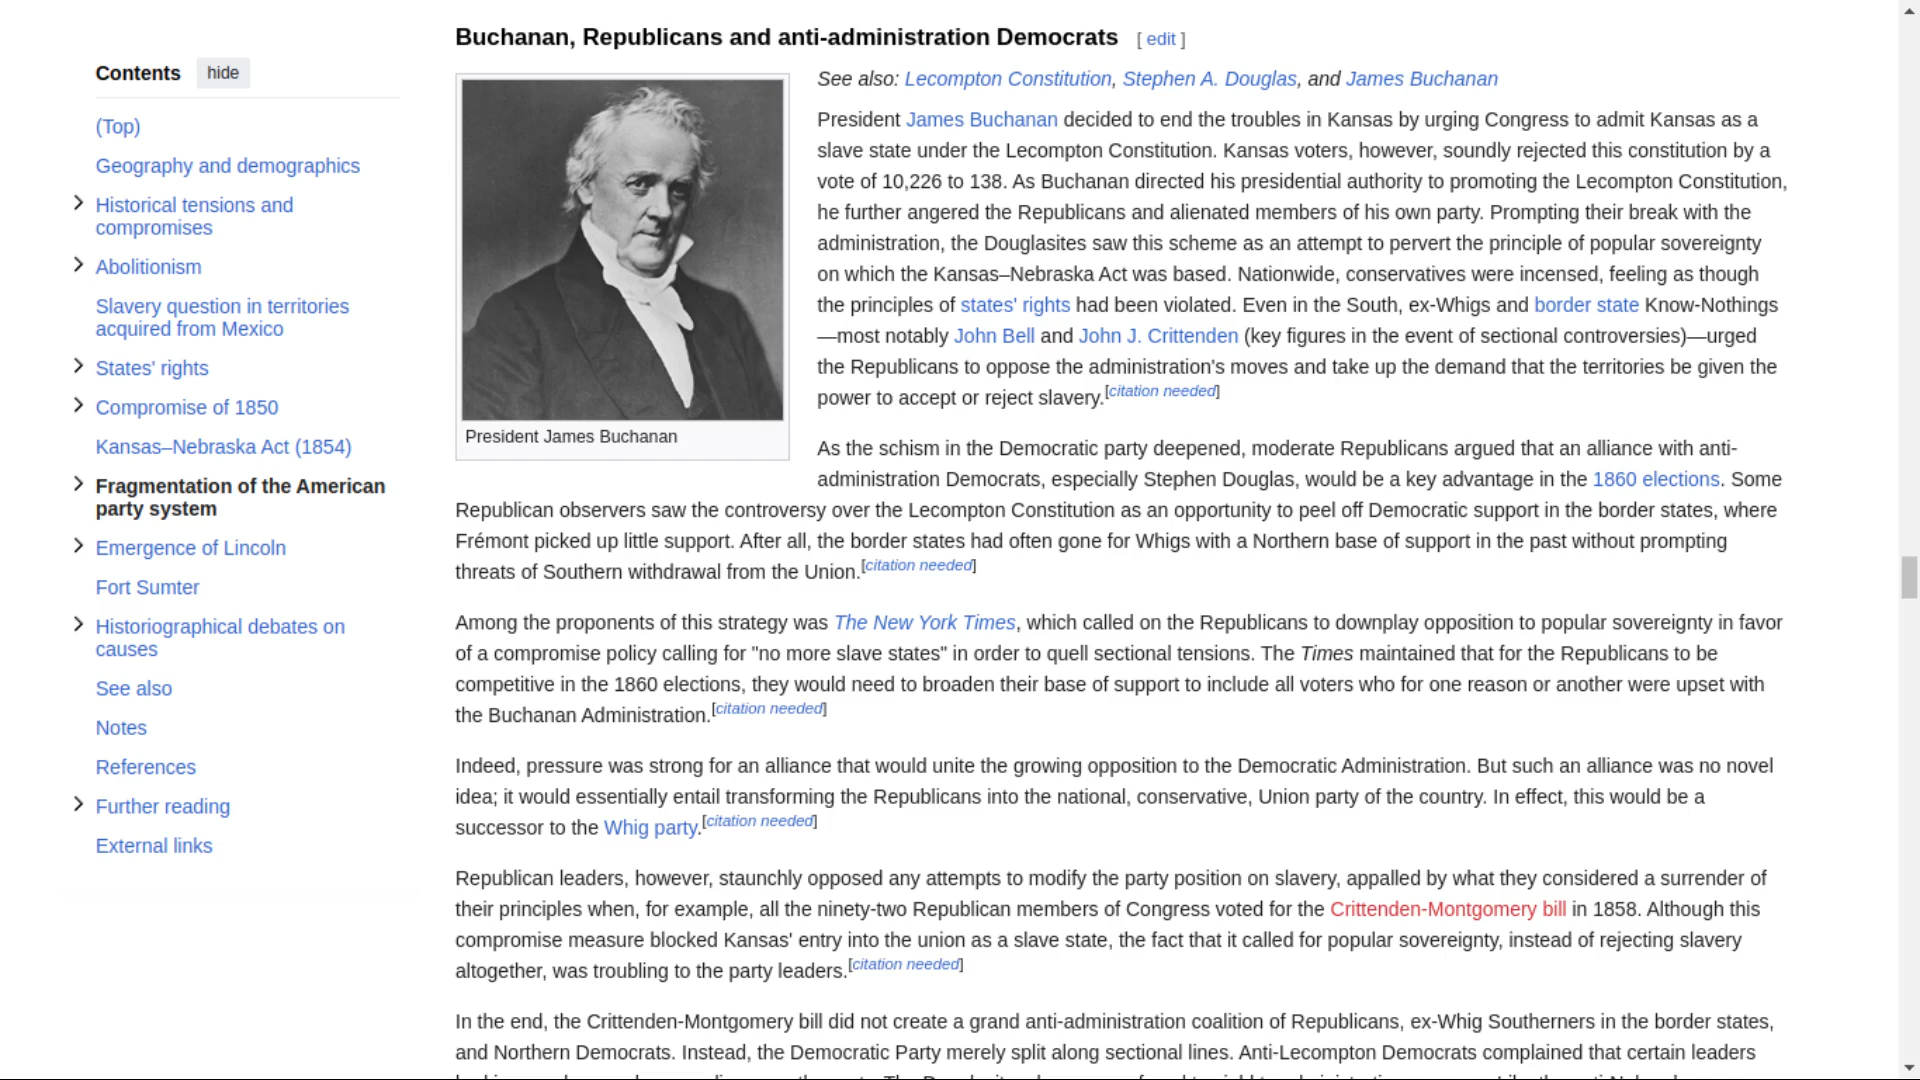 Buchanan, Republicans and anti-administration Democrats [ edit ]
Contents hide
(Top)
Geography and demographics
Historical tensions and
compromises
Abolitionism
Slavery question in territories
acquired from Mexico
States' rights
Compromise of 1850
Kansas–Nebraska Act (1854)
Fragmentation of the American
party system
Emergence of Lincoln
Fort Sumter
Historiographical debates on
causes
See also
Notes
References
Further reading
External links
President James Buchanan
See also: Lecompton Constitution, Stephen A. Douglas, and James Buchanan
President James Buchanan decided to end the troubles in Kansas by urging Congress to admit Kansas as a
slave state under the Lecompton Constitution. Kansas voters, however, soundly rejected this constitution by a
vote of 10,226 to 138. As Buchanan directed his presidential authority to promoting the Lecompton Constitution,
he further angered the Republicans and alienated members of his own party. Prompting their break with the
administration, the Douglasites saw this scheme as an attempt to pervert the principle of popular sovereignty
on which the Kansas–Nebraska Act was based. Nationwide, conservatives were incensed, feeling as though
the principles of states' rights had been violated. Even in the South, ex-Whigs and border state Know-Nothings
—most notably John Bell and John J. Crittenden (key figures in the event of sectional controversies)—urged
the Republicans to oppose the administration's moves and take up the demand that the territories be given the
power to accept or reject slavery.[citation needed]
As the schism in the Democratic party deepened, moderate Republicans argued that an alliance with anti-
administration Democrats, especially Stephen Douglas, would be a key advantage in the 1860 elections. Some
Republican observers saw the controversy over the Lecompton Constitution as an opportunity to peel off Democratic support in the border states, where
Frémont picked up little support. After all, the border states had often gone for Whigs with a Northern base of support in the past without prompting
threats of Southern withdrawal from the Union.[citation needed]
Among the proponents of this strategy was The New York Times, which called on the Republicans to downplay opposition to popular sovereignty in favor
of a compromise policy calling for "no more slave states" in order to quell sectional tensions. The Times maintained that for the Republicans to be
competitive in the 1860 elections, they would need to broaden their base of support to include all voters who for one reason or another were upset with
the Buchanan Administration.[citation needed]
Indeed, pressure was strong for an alliance that would unite the growing opposition to the Democratic Administration. But such an alliance was no novel
idea; it would essentially entail transforming the Republicans into the national, conservative, Union party of the country. In effect, this would be a
successor to the Whig party.[citation needed]
Republican leaders, however, staunchly opposed any attempts to modify the party position on slavery, appalled by what they considered a surrender of
their principles when, for example, all the ninety-two Republican members of Congress voted for the Crittenden-Montgomery bill in 1858. Although this
compromise measure blocked Kansas' entry into the union as a slave state, the fact that it called for popular sovereignty, instead of rejecting slavery
altogether, was troubling to the party leaders.[citation needed]
In the end, the Crittenden-Montgomery bill did not create a grand anti-administration coalition of Republicans, ex-Whig Southerners in the border states,
and Northern Democrats. Instead, the Democratic Party merely split along sectional lines. Anti-Lecompton Democrats complained that certain leaders